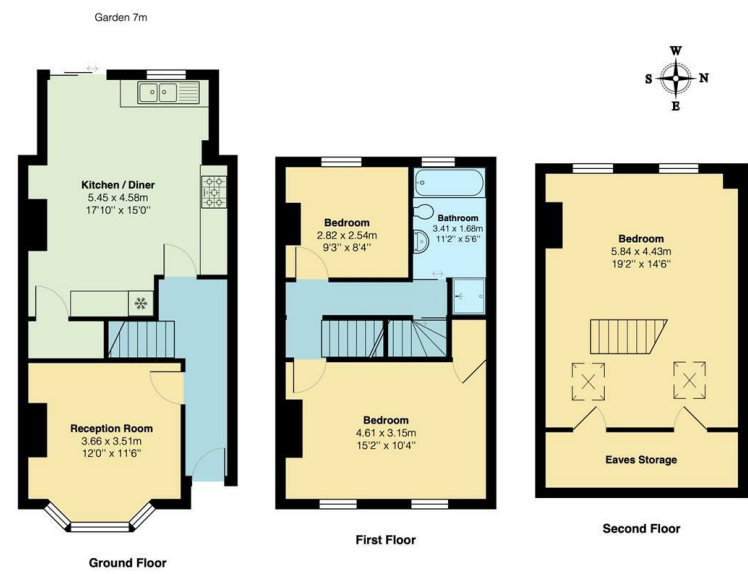 Garden 7m
W
S
N
E
Kitchen / Diner
5.45 x 4.58m
17'10" x 15'0"
Reception Room
3.66 x 3.51m
12'0" x 11'6"
Ground Floor
Bedroom
2.82 x 2.54m
9'3" x 8'4"
Bathroom
3.41 x 1.68m
11'2" x 5'6"
Bedroom
4.61 x 3.15m
15'2" x 10'4"
First Floor
Bedroom
5.84 x 4.43m
19'2" x 14'6"
Eaves Storage
Second Floor